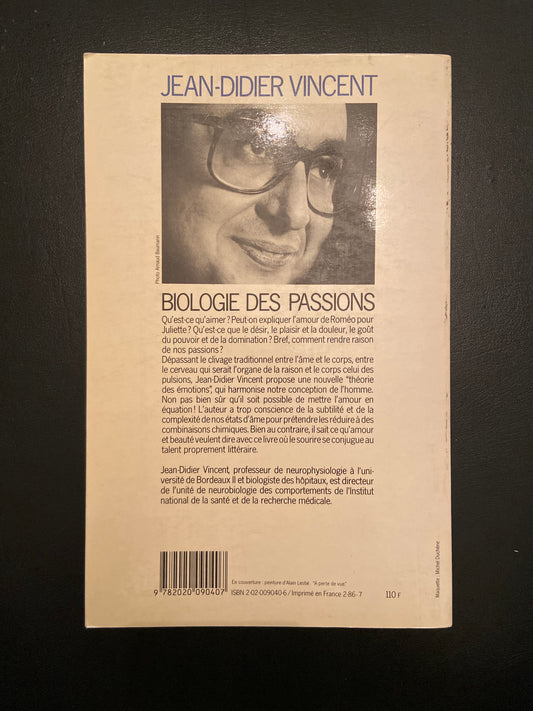 JEAN-DIDIER VINCENT
Photo Arnaud Baumann
BIOLOGIE DES PASSIONS
Qu'est-ce qu'aimer? Peut-on expliquer l'amour de Roméo pour
Juliette? Qu'est-ce que le désir, le plaisir et la douleur, le goût
du pouvoir et de la domination? Bref, comment rendre raison
de nos passions?
Dépassant le clivage traditionnel entre l'âme et le corps, entre
le cerveau qui serait l'organe de la raison et le corps celui des
pulsions, Jean-Didier Vincent propose une nouvelle "théorie
des émotions", qui harmonise notre conception de l'homme.
Non pas bien sûr qu'il soit possible de mettre l'amour en
équation! L'auteur a trop conscience de la subtilité et de la
complexité de nos états d'âme pour prétendre les réduire à des
combinaisons chimiques. Bien au contraire, il sait ce qu'amour
et beauté veulent dire avec ce livre où le sourire se conjugue au
talent proprement littéraire.
Jean-Didier Vincent, professeur de neurophysiologie à l'uni-
versité de Bordeaux II et biologiste des hôpitaux, est directeur
de l'unité de neurobiologie des comportements de l'Institut
national de la santé et de la recherche médicale.
En couverture : peinture d'Alain Lestié : "A perte de vue"
9 782020 090407
ISBN 2-02-009040-6 / Imprimé en France 2-86-7
110 F
Maquette : Michel Duchêne